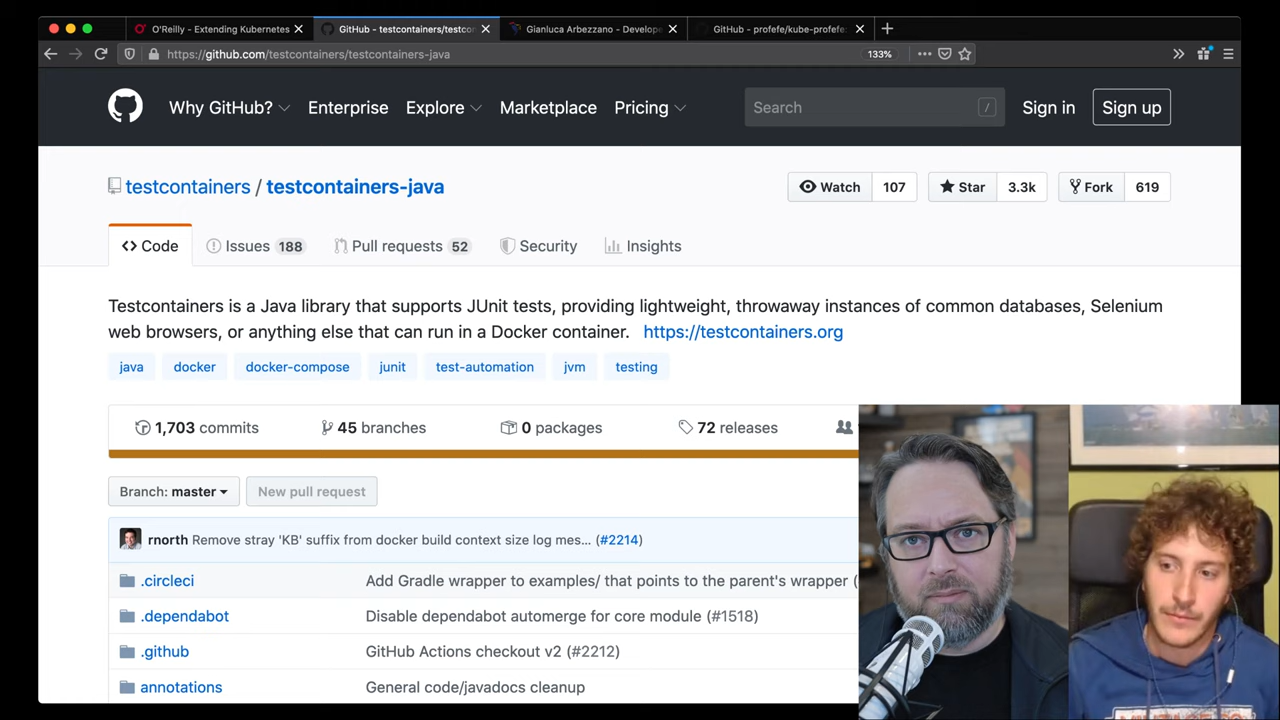 O'Reilly - Extending Kubernetes
GitHub - testcontainers/testcon
Gianluca Arbezzano - Develope
GitHub - profefe/kube-profefe:
https://github.com/testcontainers/testcontainers-java
133%
Why GitHub?
Enterprise
Explore
Marketplace
Pricing
Search
/
Sign in
Sign up
testcontainers / testcontainers-java
Watch 107
Star 3.3k
Fork 619
<> Code
Issues 188
Pull requests 52
Security
Insights
Testcontainers is a Java library that supports JUnit tests, providing lightweight, throwaway instances of common databases, Selenium
web browsers, or anything else that can run in a Docker container. https://testcontainers.org
java
docker
docker-compose
junit
test-automation
jvm
testing
1,703 commits
45 branches
0 packages
72 releases
Branch: master
New pull request
rnorth Remove stray 'KB' suffix from docker build context size log mes... (#2214)
.circleci
Add Gradle wrapper to examples/ that points to the parent's wrapper (
.dependabot
Disable dependabot automerge for core module (#1518)
.github
GitHub Actions checkout v2 (#2212)
annotations
General code/javadocs cleanup